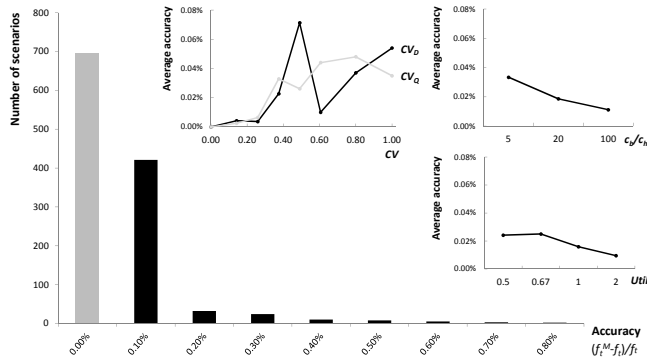 Number of scenarios
800
700
600
500
400
300
200
100
0
0.00% 0.10% 0.20% 0.30% 0.40% 0.50% 0.60% 0.70% 0.80%
Accuracy
(f_t^M-f_t)/f_t
Average accuracy
0.08%
0.06%
0.04%
0.02%
0.00%
0.00 0.20 0.40 0.60 0.80 1.00
CV
CV_D
CV_Q
Average accuracy
0.08%
0.06%
0.04%
0.02%
0.00%
5 20 100 c_b/c_h
Average accuracy
0.08%
0.06%
0.04%
0.02%
0.00%
0.5 0.67 1 2 Util